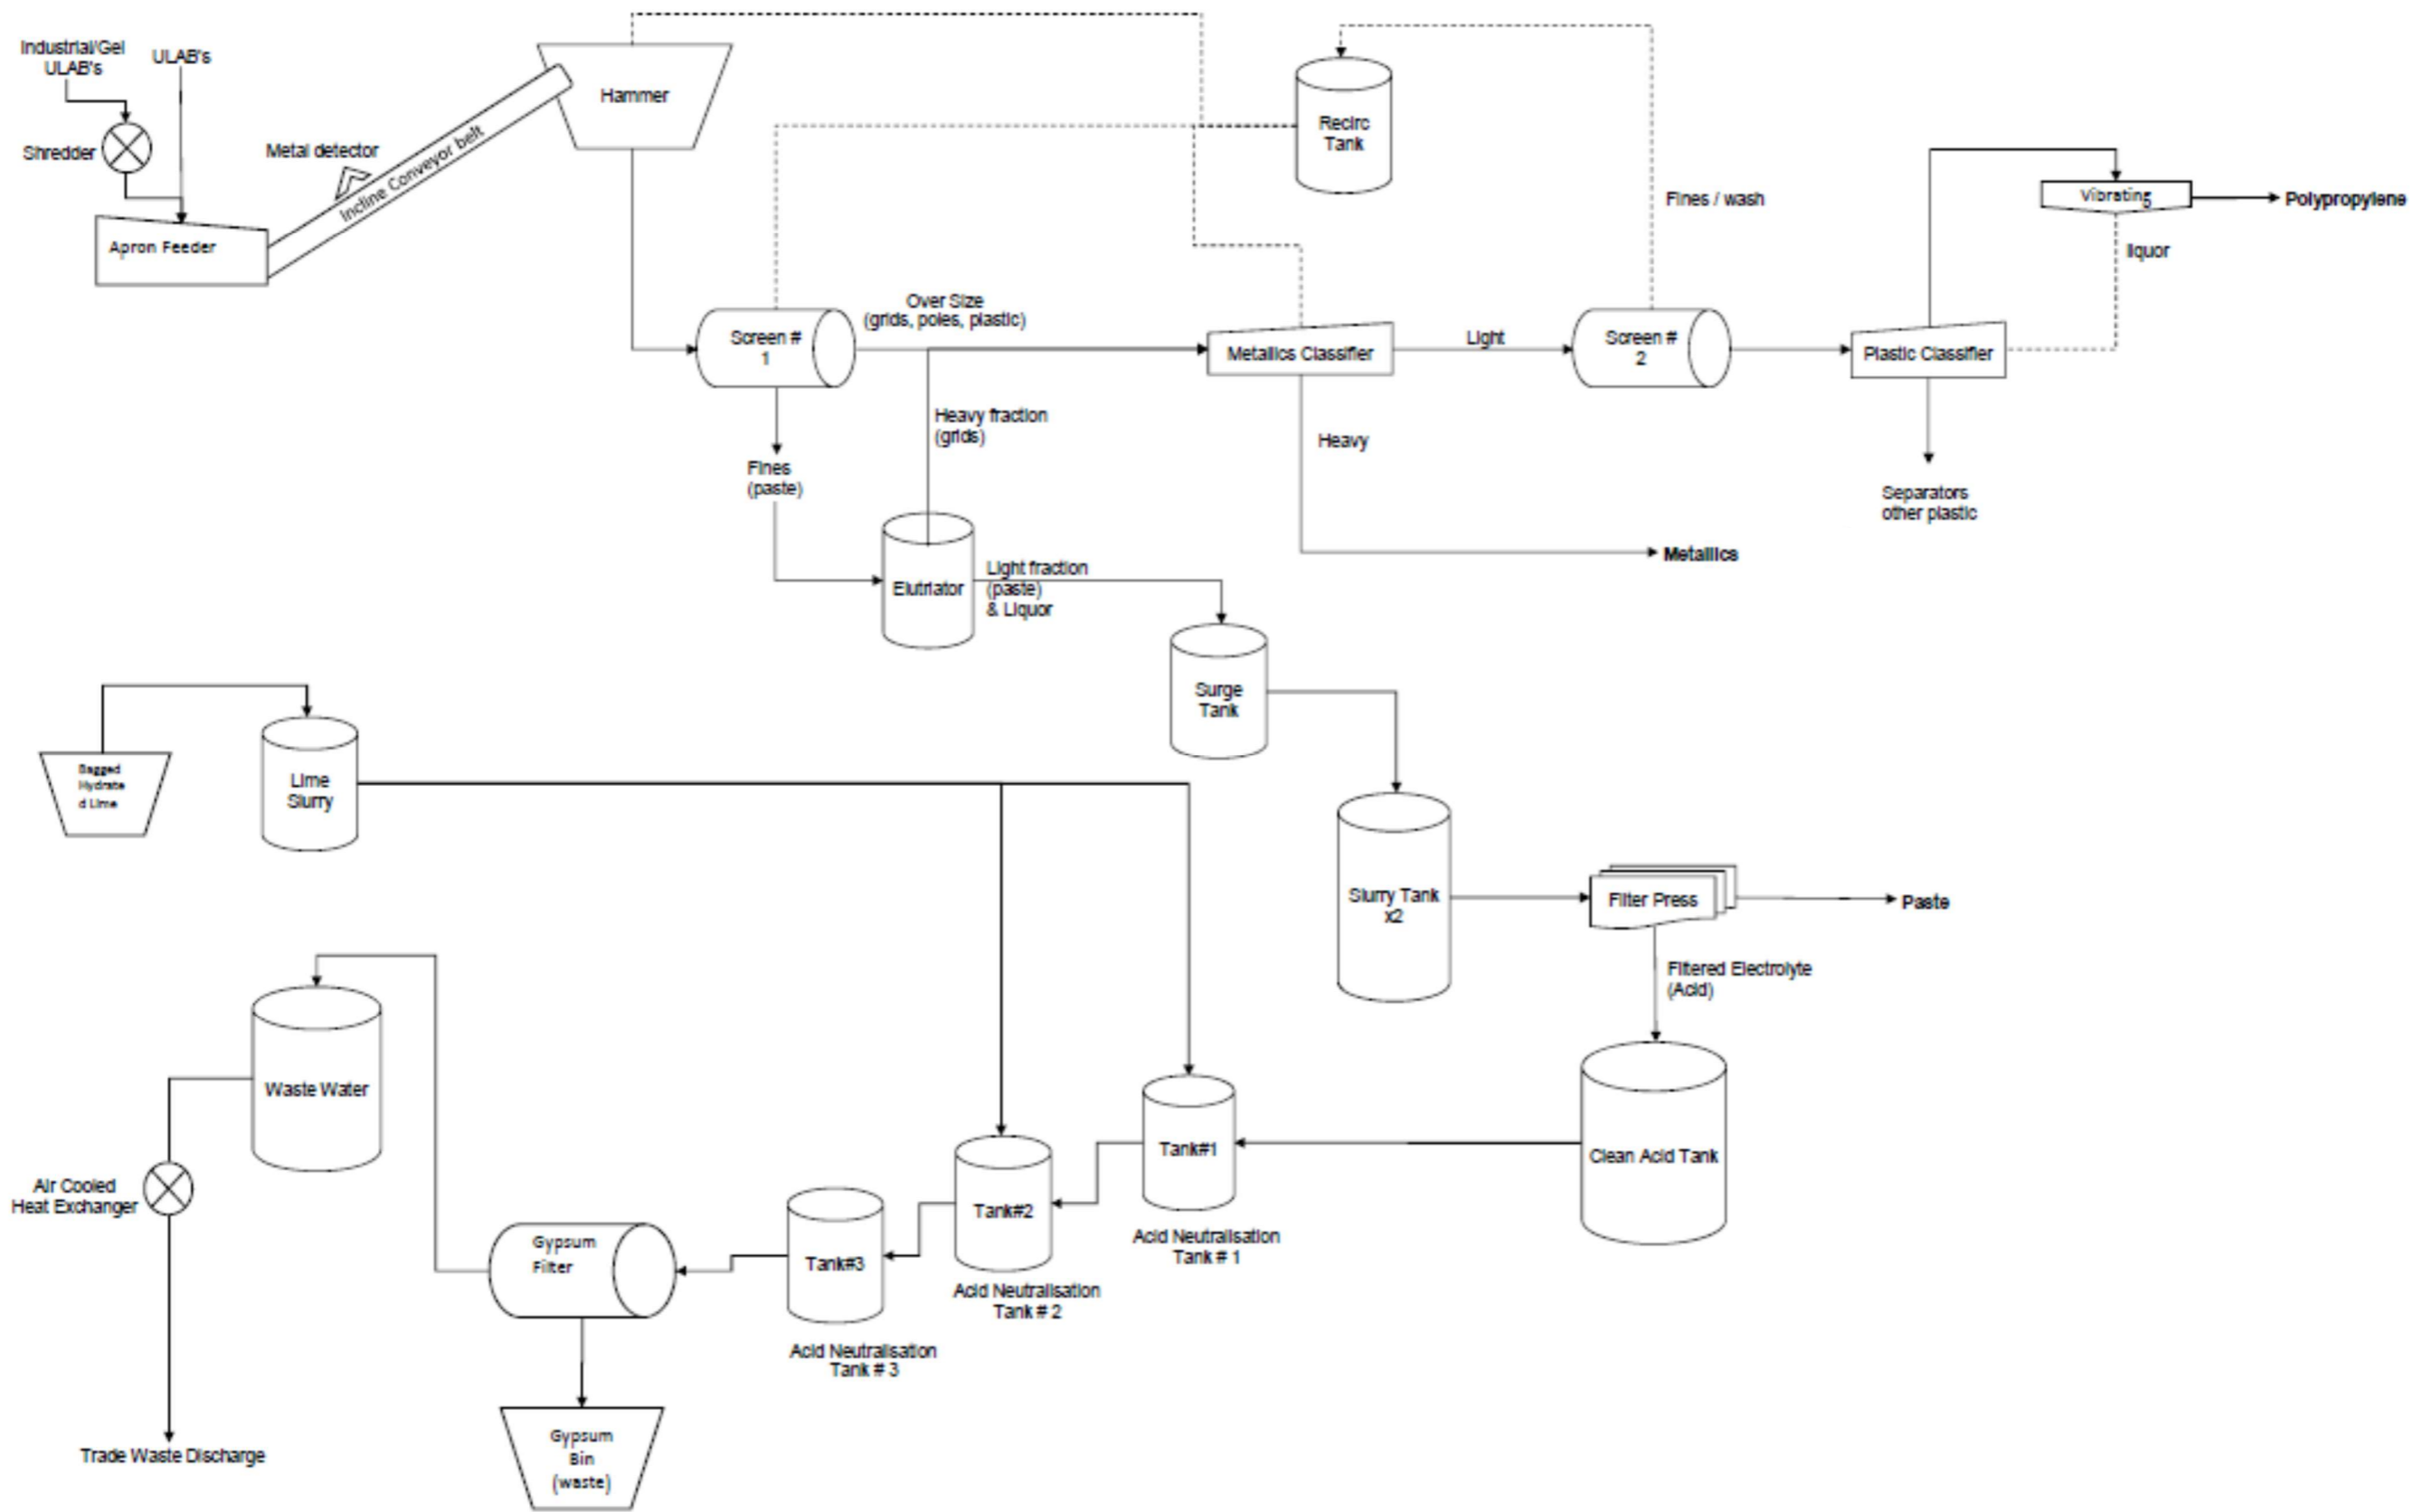 Industrial/Gel
ULAB's
ULAB's
Shredder
Metal detector
Incline Conveyor belt
Apron Feeder
Hammer
Recirc
Tank
Fines / wash
Vibrating
Polypropylene
liquor
Screen #
1
Over Size
(grids, poles, plastic)
Metallics Classifier
Light
Screen #
2
Plastic Classifier
Heavy fraction
(grids)
Heavy
Fines
(paste)
Separators
other plastic
Metallics
Elutriator
Light fraction
(paste)
& Liquor
Surge
Tank
Bagged
Hydrate
d Lime
Lime
Slurry
Slurry Tank
x2
Filter Press
Paste
Filtered Electrolyte
(Acid)
Waste Water
Clean Acid Tank
Tank#1
Acid Neutralisation
Tank # 1
Tank#2
Acid Neutralisation
Tank # 2
Tank#3
Acid Neutralisation
Tank # 3
Air Cooled
Heat Exchanger
Gypsum
Filter
Gypsum
Bin
(waste)
Trade Waste Discharge